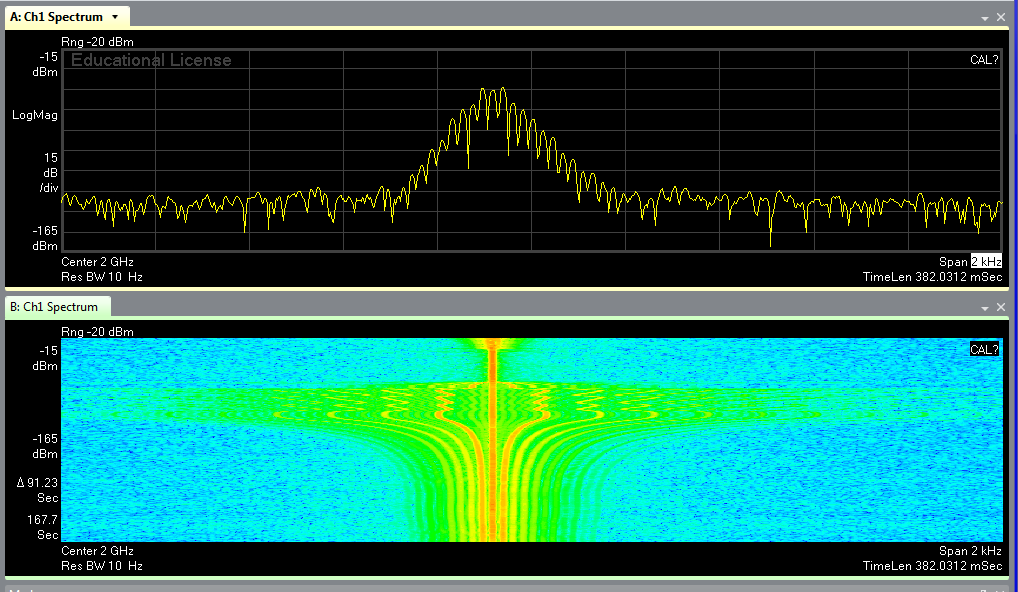 A: Ch1 Spectrum
Rng -20 dBm
-15
dBm
Educational License
CAL?
LogMag
15
dB
/div
-165
dBm
Center 2 GHz
Span 2 kHz
Res BW 10 Hz
TimeLen 382.0312 mSec
B: Ch1 Spectrum
Rng -20 dBm
-15
dBm
CAL?
-165
dBm
Δ 91.23
Sec
167.7
Sec
Center 2 GHz
Span 2 kHz
Res BW 10 Hz
TimeLen 382.0312 mSec